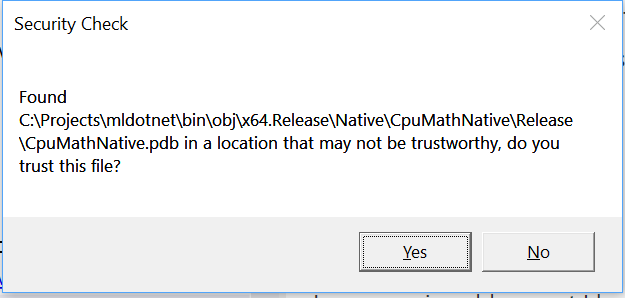 Security Check
Found
C:\Projects\mldotnet\bin\obj\x64.Release\Native\CpuMathNative\Release
\CpuMathNative.pdb in a location that may not be trustworthy, do you
trust this file?
Yes
No